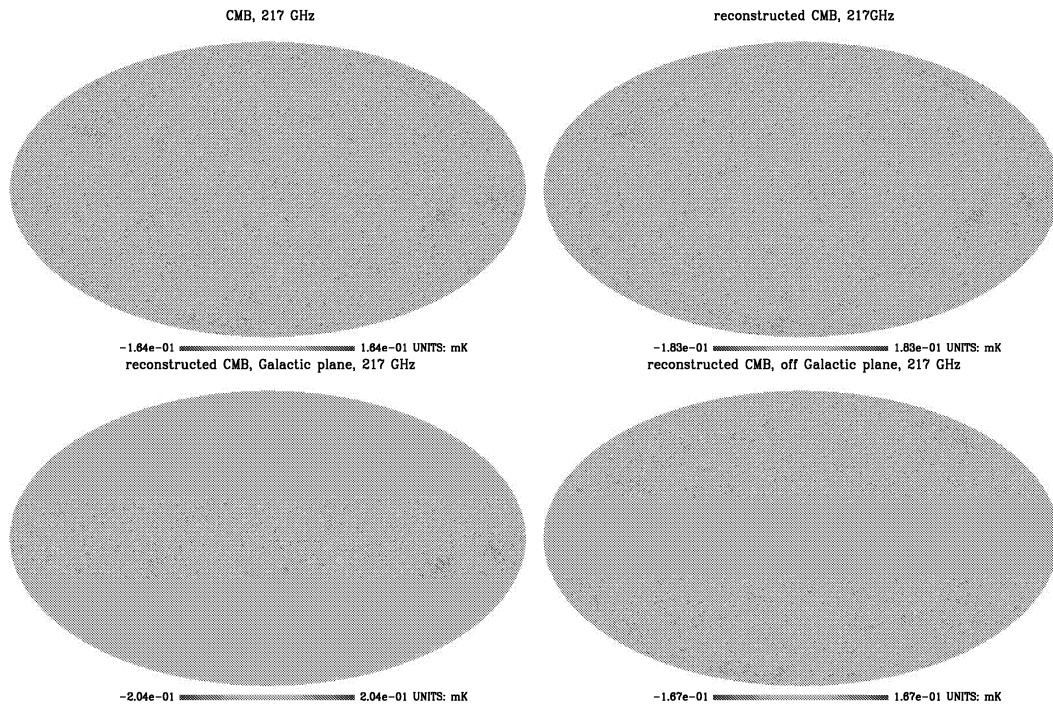 CMB, 217 GHz
reconstructed CMB, 217GHz
-1.64e-01 1.64e-01 UNITS: mK
-1.83e-01 1.83e-01 UNITS: mK
reconstructed CMB, Galactic plane, 217 GHz
reconstructed CMB, off Galactic plane, 217 GHz
-2.04e-01 2.04e-01 UNITS: mK
-1.67e-01 1.67e-01 UNITS: mK